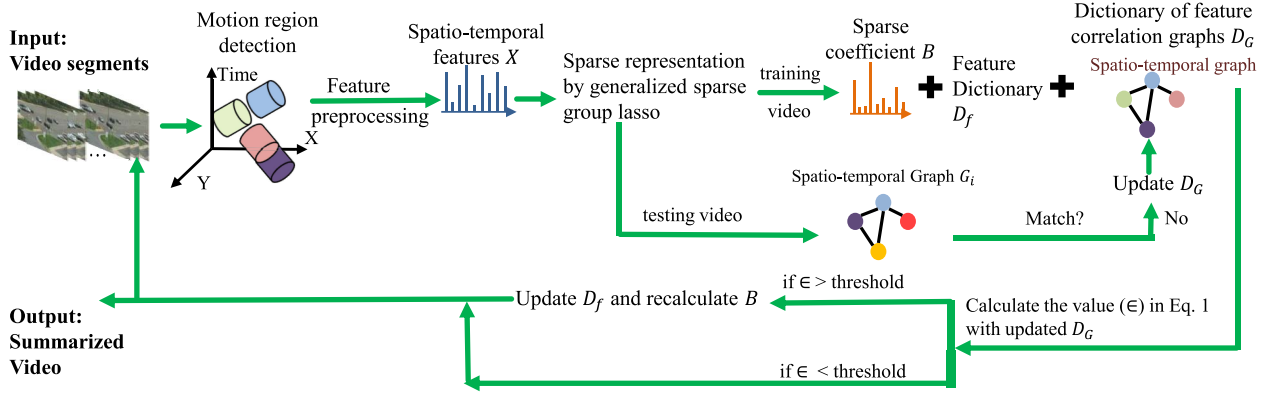 Input:
Video segments
...
Motion region
detection
Time
X
Y
Feature
preprocessing
Spatio-temporal
features X
Sparse representation
by generalized sparse
group lasso
training
video
Sparse
coefficient B
+
Feature
Dictionary
D_f
+
Dictionary of feature
correlation graphs D_G
Spatio-temporal graph
Update D_G
No
Match?
Spatio-temporal Graph G_i
testing video
if ∈ > threshold
Update D_f and recalculate B
Calculate the value (∈) in Eq. 1
with updated D_G
if ∈ < threshold
Output:
Summarized
Video